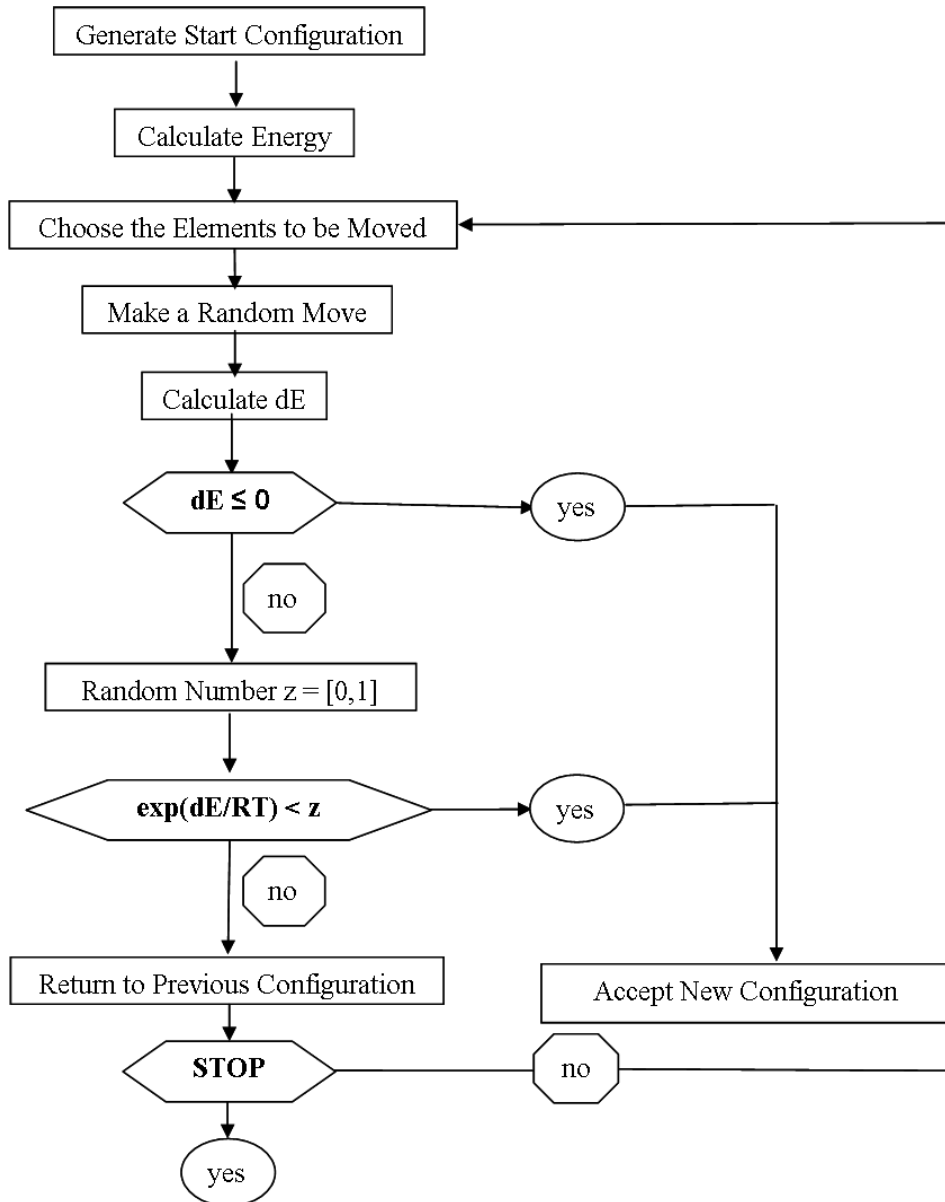 Generate Start Configuration
Calculate Energy
Choose the Elements to be Moved
Make a Random Move
Calculate dE
dE ≤ 0
yes
no
Random Number z = [0,1]
exp(dE/RT) < z
yes
no
Return to Previous Configuration
Accept New Configuration
STOP
no
yes